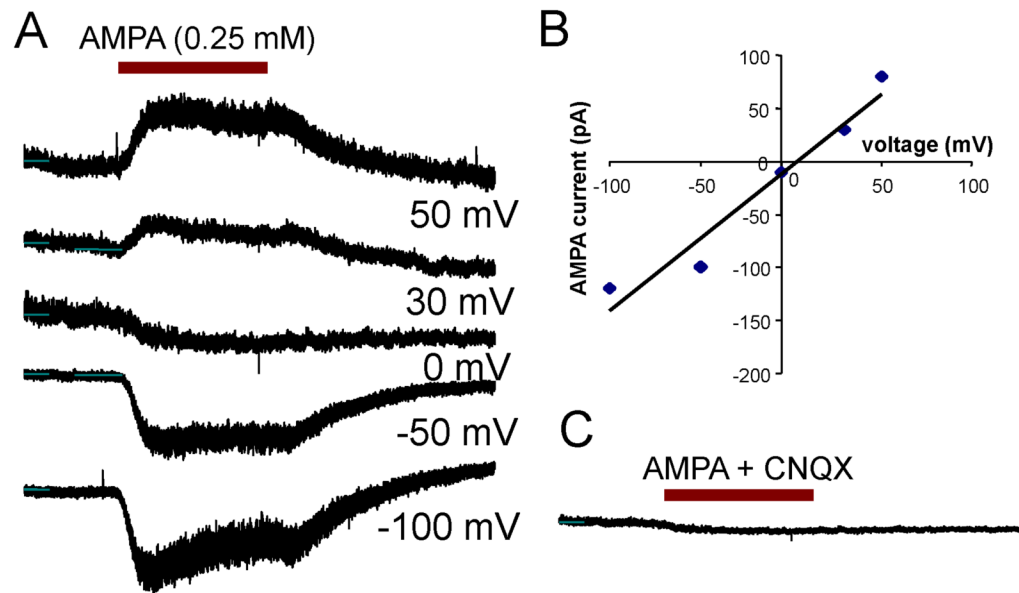 A
AMPA (0.25 mM)
50 mV
30 mV
0 mV
-50 mV
-100 mV
B
100
50
0
-50
-100
-150
-200
-100
-50
0
50
100
AMPA current (pA)
voltage (mV)
C
AMPA + CNQX